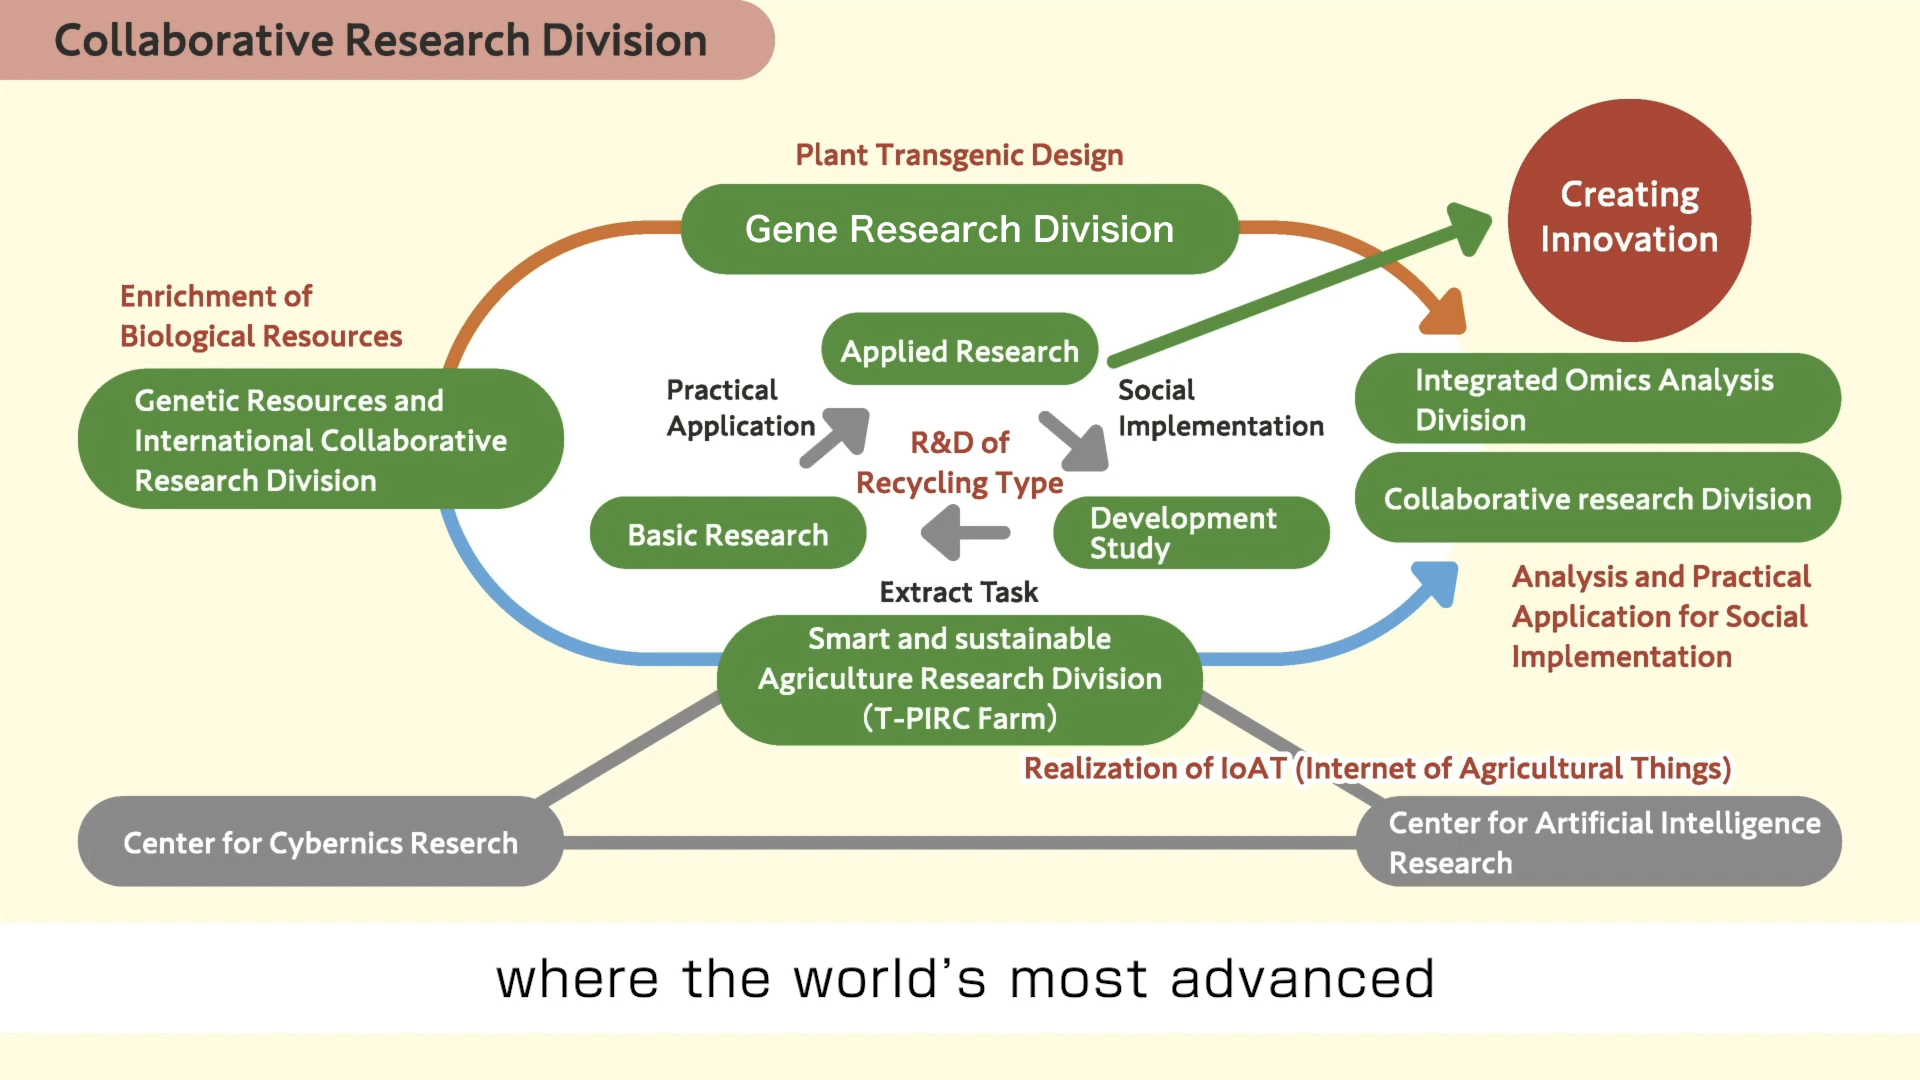 Collaborative Research Division
Plant Transgenic Design
Gene Research Division
Creating
Innovation
Enrichment of
Biological Resources
Genetic Resources and
International Collaborative
Research Division
Applied Research
Practical
Application
Social
Implementation
R&D of
Recycling Type
Basic Research
Development
Study
Extract Task
Integrated Omics Analysis
Division
Collaborative research Division
Analysis and Practical
Application for Social
Implementation
Smart and sustainable
Agriculture Research Division
(T-PIRC Farm)
Realization of IoAT (Internet of Agricultural Things)
Center for Cybernics Reserch
Center for Artificial Intelligence
Research
where the world's most advanced